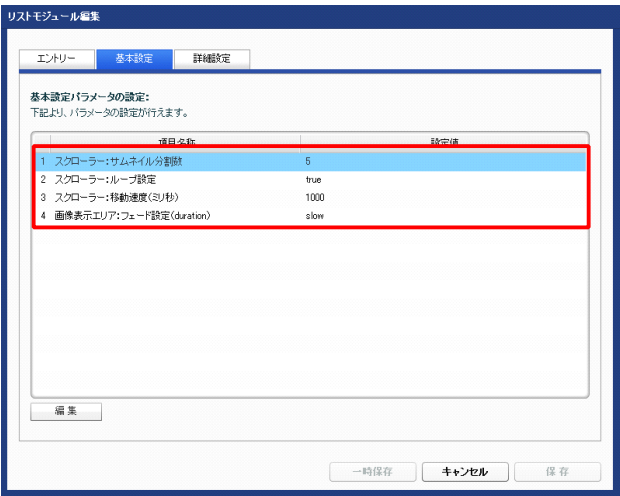 リストモジュール編集
エントリー 基本設定 詳細設定
基本設定パラメータの設定:
下記より、パラメータの設定が行えます。
項目名称 設定値
1 スクローラー:サムネイル分割数 5
2 スクローラー:ループ設定 true
3 スクローラー:移動速度(ミリ秒) 1000
4 画像表示エリア:フェード設定(duration) slow
編集
一時保存 キャンセル 保存